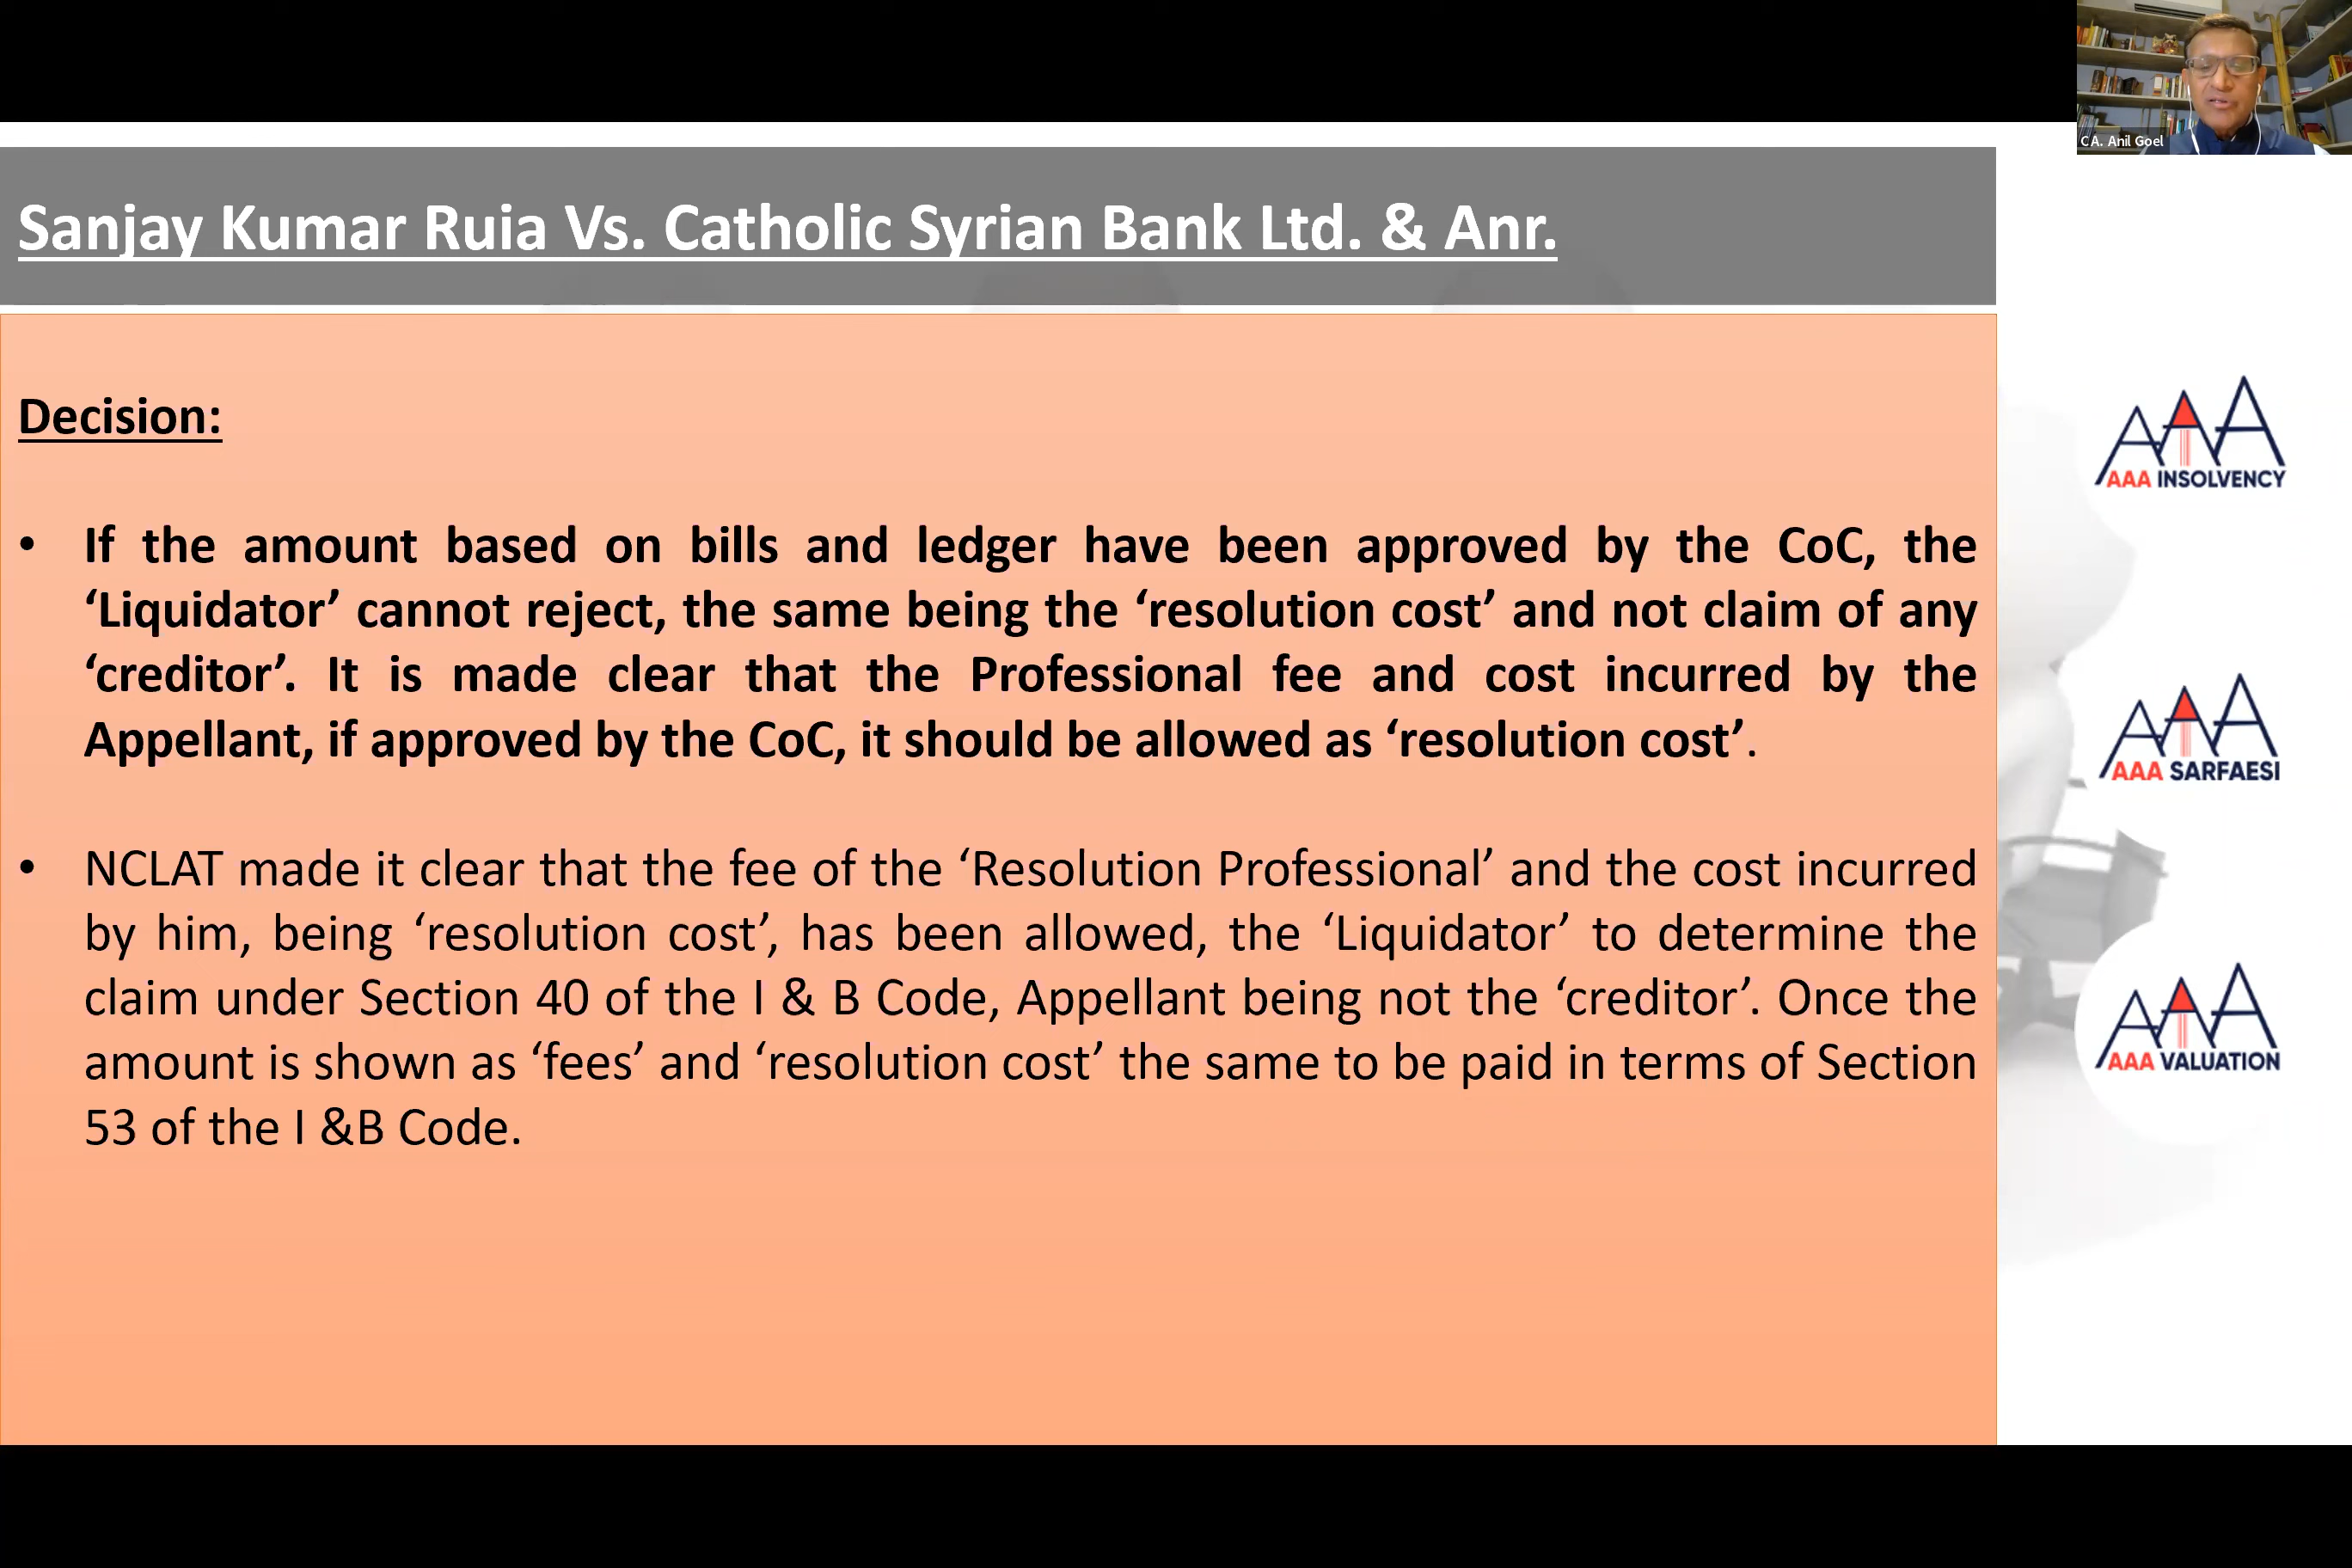 CA. Anil Goel
Sanjay Kumar Ruia Vs. Catholic Syrian Bank Ltd. & Anr.
Decision:
• If the amount based on bills and ledger have been approved by the CoC, the
‘Liquidator’ cannot reject, the same being the ‘resolution cost’ and not claim of any
‘creditor’. It is made clear that the Professional fee and cost incurred by the
Appellant, if approved by the CoC, it should be allowed as ‘resolution cost’.
• NCLAT made it clear that the fee of the ‘Resolution Professional’ and the cost incurred
by him, being ‘resolution cost’, has been allowed, the ‘Liquidator’ to determine the
claim under Section 40 of the I & B Code, Appellant being not the ‘creditor’. Once the
amount is shown as ‘fees’ and ‘resolution cost’ the same to be paid in terms of Section
53 of the I &B Code.
AAA
AAA INSOLVENCY
AAA
AAA SARFAESI
AAA
AAA VALUATION